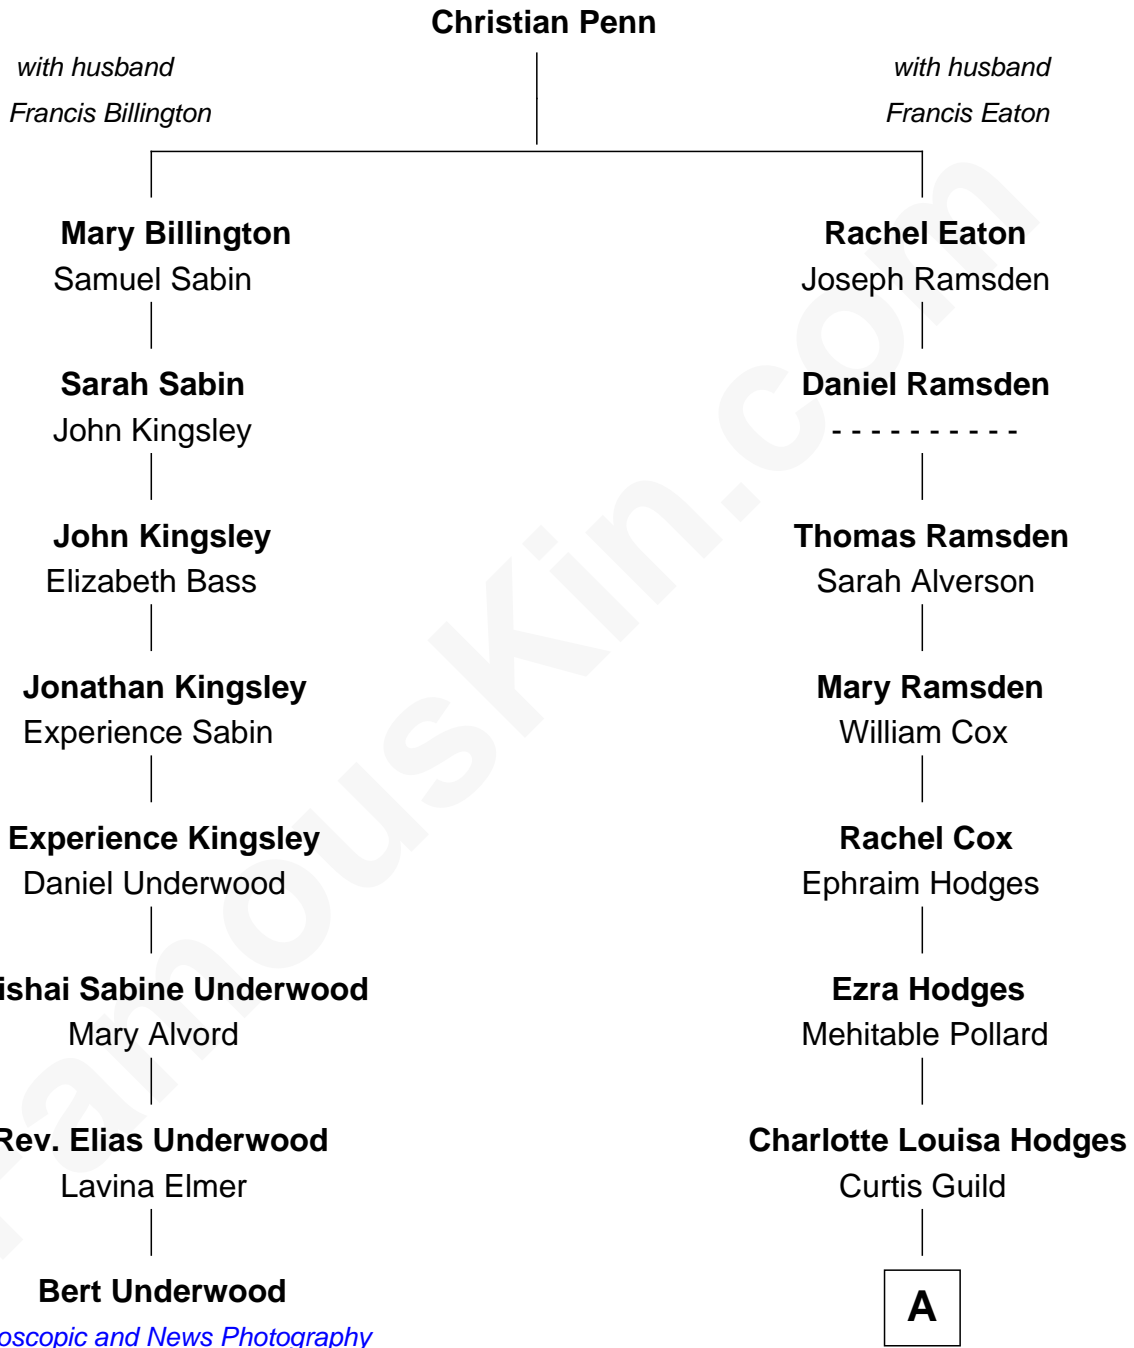 Christian Penn
with husband
Francis Billington
with husband
Francis Eaton
Mary Billington
Samuel Sabin
Rachel Eaton
Joseph Ramsden
Sarah Sabin
John Kingsley
Daniel Ramsden
- - - - - - - - - -
John Kingsley
Elizabeth Bass
Thomas Ramsden
Sarah Alverson
Jonathan Kingsley
Experience Sabin
Mary Ramsden
William Cox
Experience Kingsley
Daniel Underwood
Rachel Cox
Ephraim Hodges
ishai Sabine Underwood
Mary Alvord
Ezra Hodges
Mehitable Pollard
Rev. Elias Underwood
Lavina Elmer
Charlotte Louisa Hodges
Curtis Guild
Bert Underwood
oscopic and News Photography
A
FamousKin.com